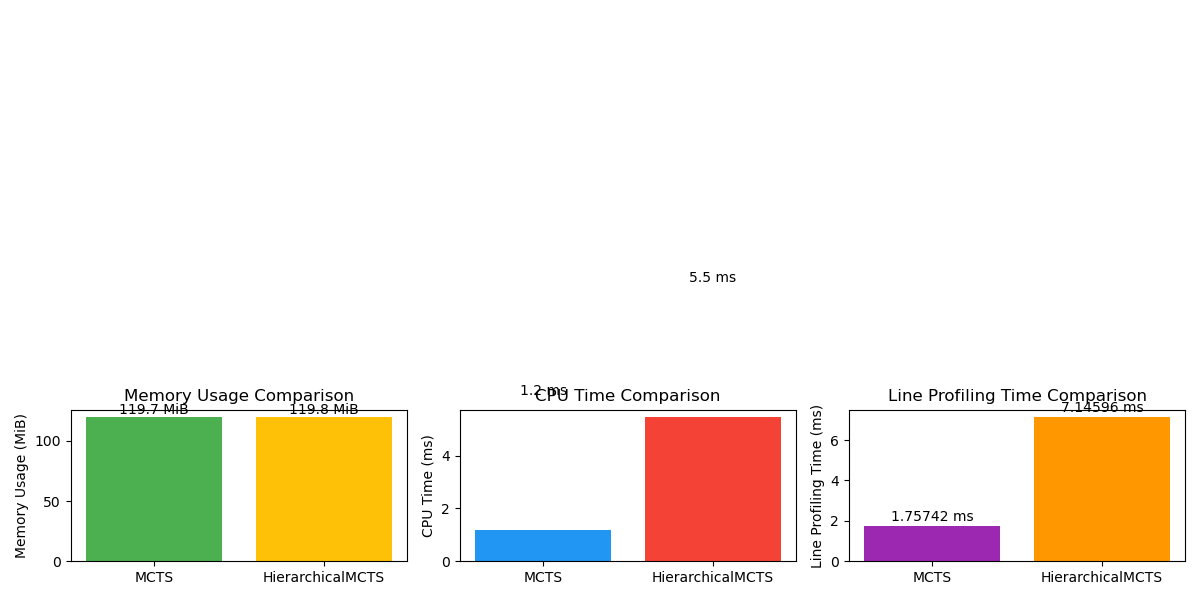 5.5 ms
Memory Usage Comparison
119.7 MiB
119.8 MiB
Memory Usage (MiB)
100
50
0
MCTS
HierarchicalMCTS
1.2 ms
CPU Time Comparison
CPU Time (ms)
4
2
0
MCTS
HierarchicalMCTS
Line Profiling Time Comparison
7.14596 ms
1.75742 ms
Line Profiling Time (ms)
6
4
2
0
MCTS
HierarchicalMCTS